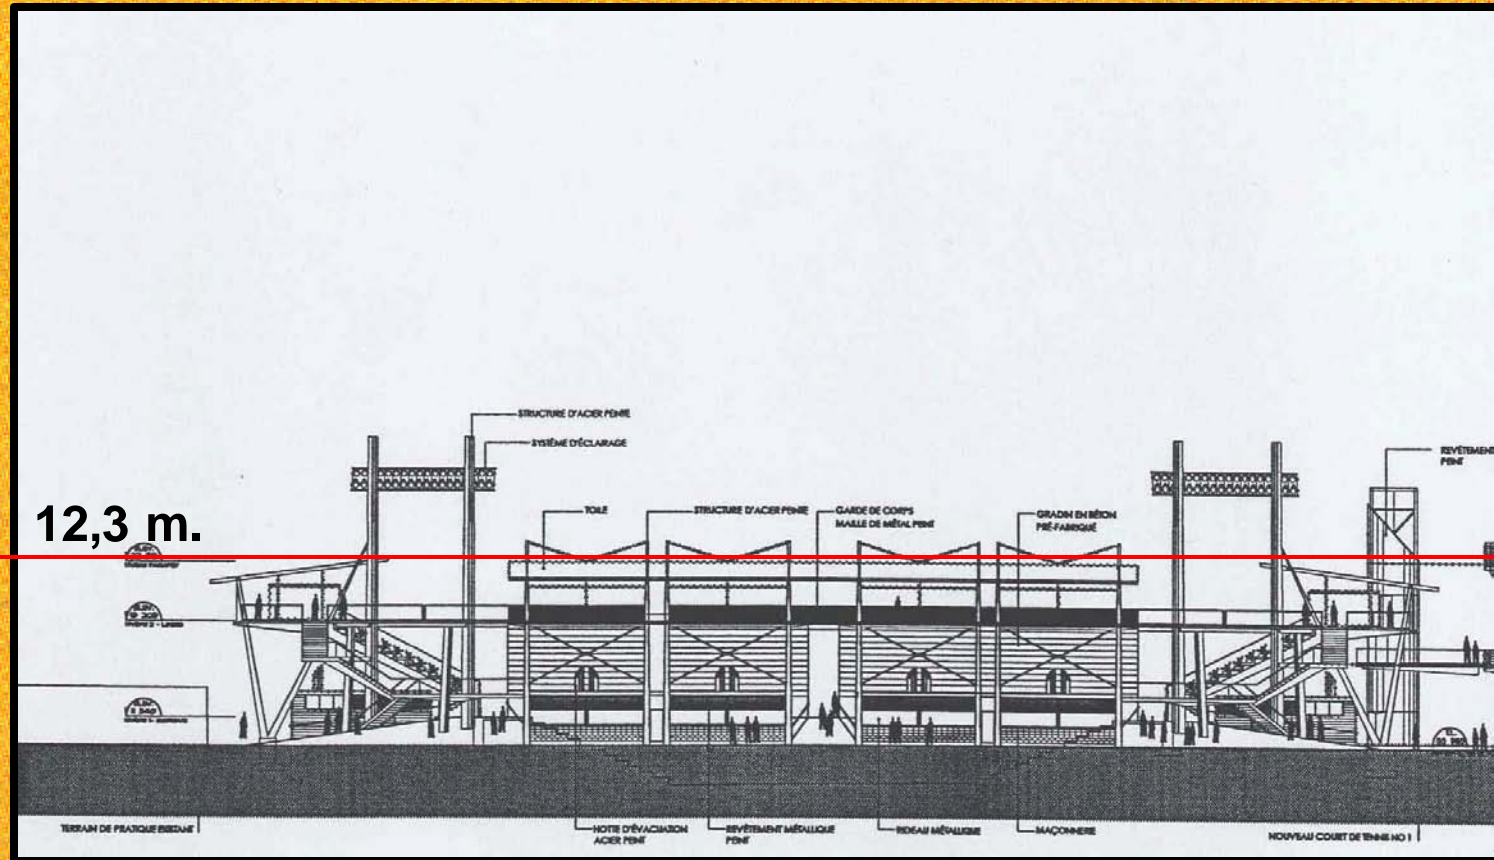 STRUCTURE D'ACIER PEINTE
SYSTÈME D'ÉCLAIRAGE
REVÊTEMENT
PEINT
12,3 m.
TOILE
STRUCTURE D'ACIER PEINTE
GARDE DE CORPS
MAILLE DE MÉTAL PEINT
GRADIN EN BÉTON
PRÉ-FABRIQUÉ
TERRAIN DE PRATIQUE EXISTANT
HOTTE D'ÉVACUATION
ACIER PEINT
REVÊTEMENT MÉTALLIQUE
PEINT
RIDEAU MÉTALLIQUE
MAÇONNERIE
NOUVEAU COURT DE TENNIS NO 1